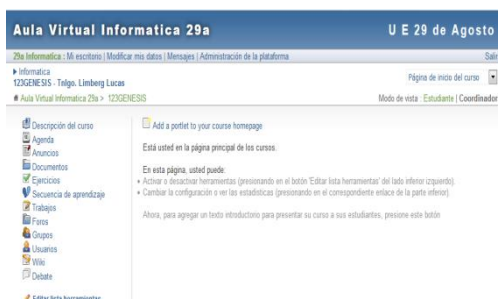 Aula Virtual Informatica 29a
U E 29 de Agosto
29a Informatica : Mi escritorio | Modificar mis datos | Mensajes | Administración de la plataforma
Salir
Informatica
123GENESIS - Tnlgo. Limberg Lucas
Página de inicio del curso
Aula Virtual Informatica 29a > 123GENESIS
Modo de vista : Estudiante | Coordinador
Descripción del curso
Agenda
Anuncios
Documentos
Ejercicios
Secuencia de aprendizaje
Trabajos
Foros
Grupos
Usuarios
Wiki
Debate
Editar lista herramientas
Add a portlet to your course homepage
Está usted en la página principal de los cursos.
En esta página, usted puede:
Activar o desactivar herramientas (presionando en el botón 'Editar lista herramientas' del lado inferior izquierdo).
Cambiar la configuración o ver las estadísticas (presionando en el correspondiente enlace de la parte inferior).
Ahora, para agregar un texto introductorio para presentar su curso a sus estudiantes, presione este botón